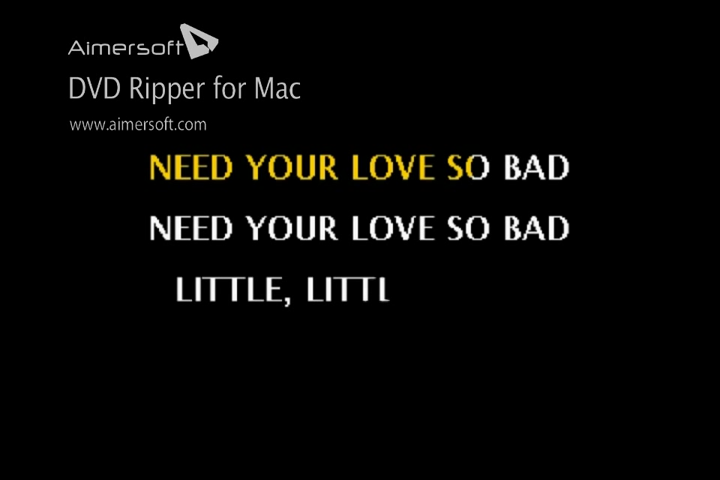 Aimersoft
DVD Ripper for Mac
www.aimersoft.com
NEED YOUR LOVE SO BAD
NEED YOUR LOVE SO BAD
LITTLE, LITTL